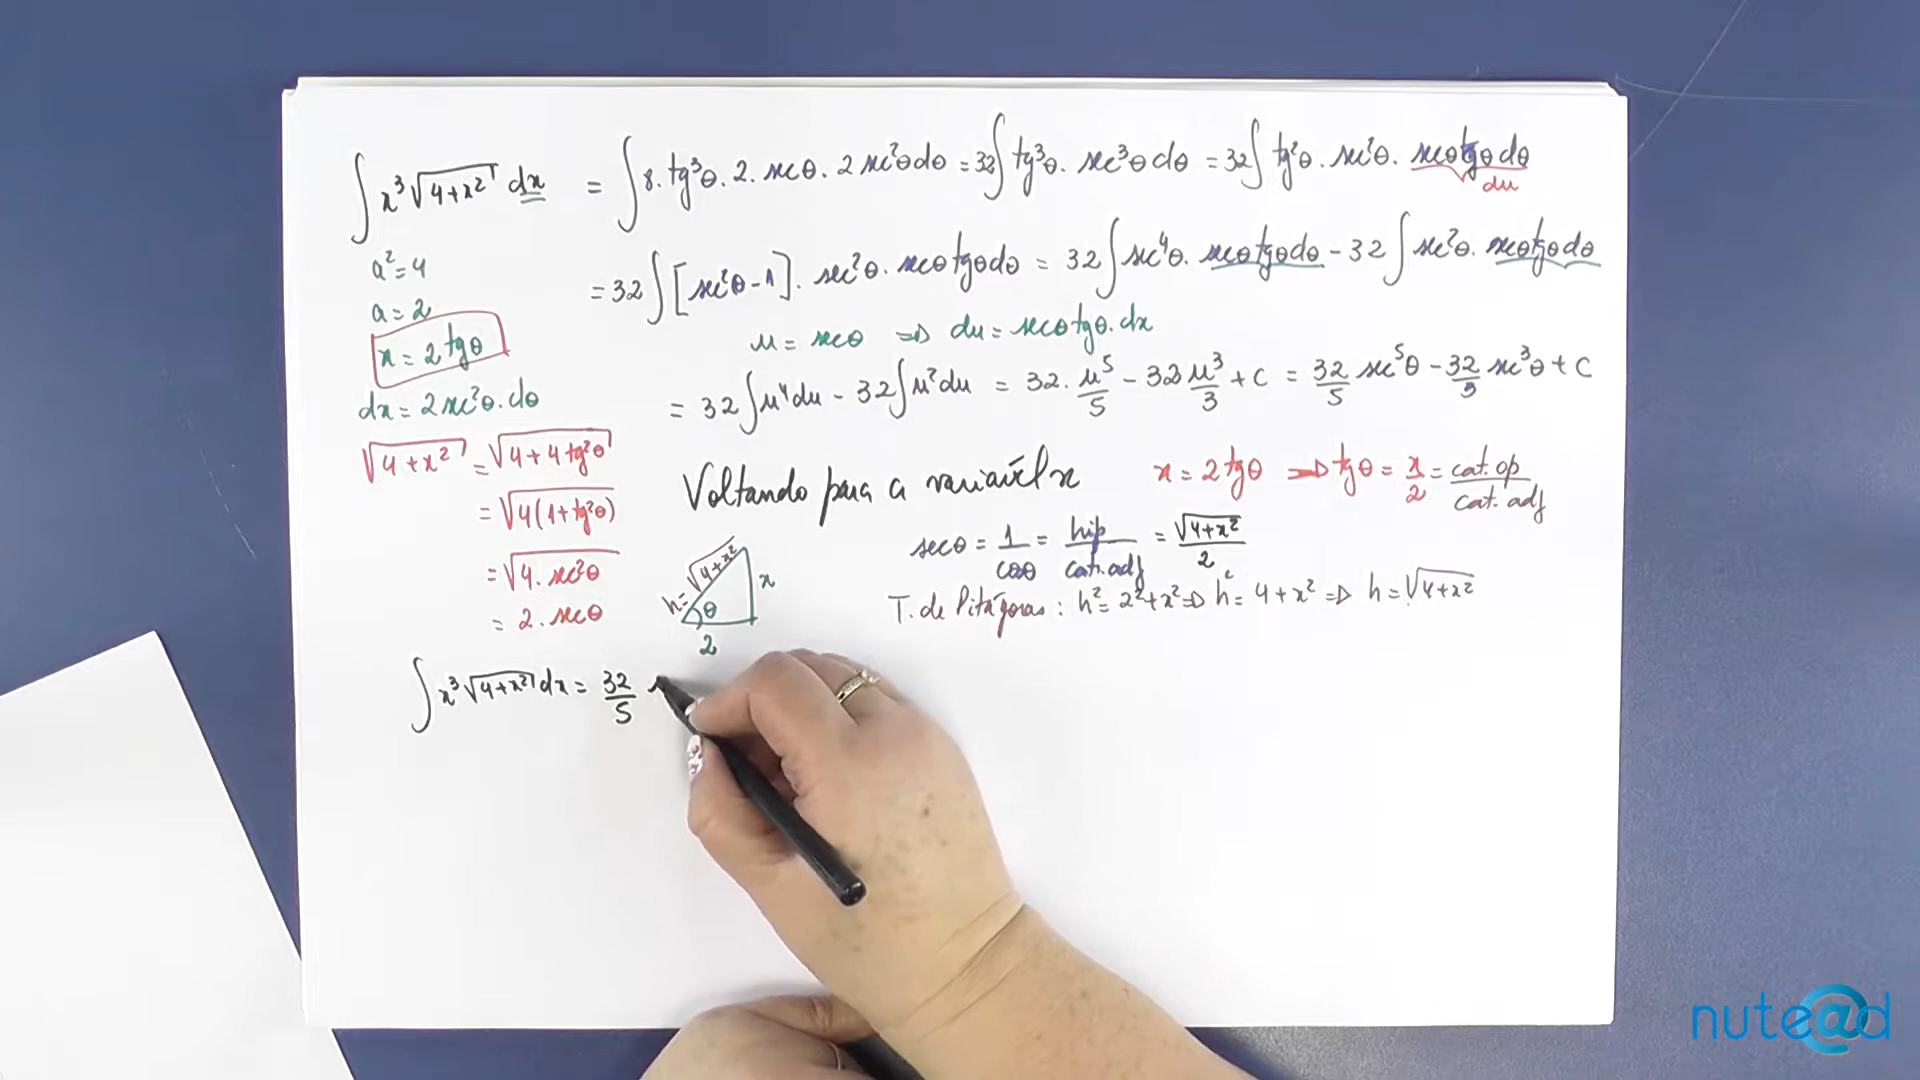 ∫x³√(4+x²) dx = ∫8.tg³θ.2.secθ.2sec²θdθ = 32∫tg³θ.sec³θdθ = 32∫tg²θ.sec²θ.secθtgθdθ
du
a²=4
a=2
x=2tgθ
dx=2sec²θ.dθ
√(4+x²) = √(4+4tg²θ)
= √(4(1+tg²θ))
= √(4.sec²θ)
= 2.secθ
= 32∫[sec²θ-1].sec²θ.secθtgθdθ = 32∫sec⁴θ.secθtgθdθ - 32∫sec²θ.secθtgθdθ
u = secθ ⇒ du = secθtgθ.dx
= 32∫u⁴du - 32∫u²du = 32.u⁵/5 - 32u³/3 + C = 32/5 sec⁵θ - 32/3 sec³θ + C
Voltando para a variável x
x = 2tgθ ⇒ tgθ = x/2 = cat.op/cat.adj
secθ = 1/cosθ = hip/cat.adj = √(4+x²)/2
T. de Pitágoras: h²=2²+x² ⇒ h²=4+x² ⇒ h=√(4+x²)
h=√(4+x²)
x
θ
2
∫x³√(4+x²)dx = 32/5
nute@d